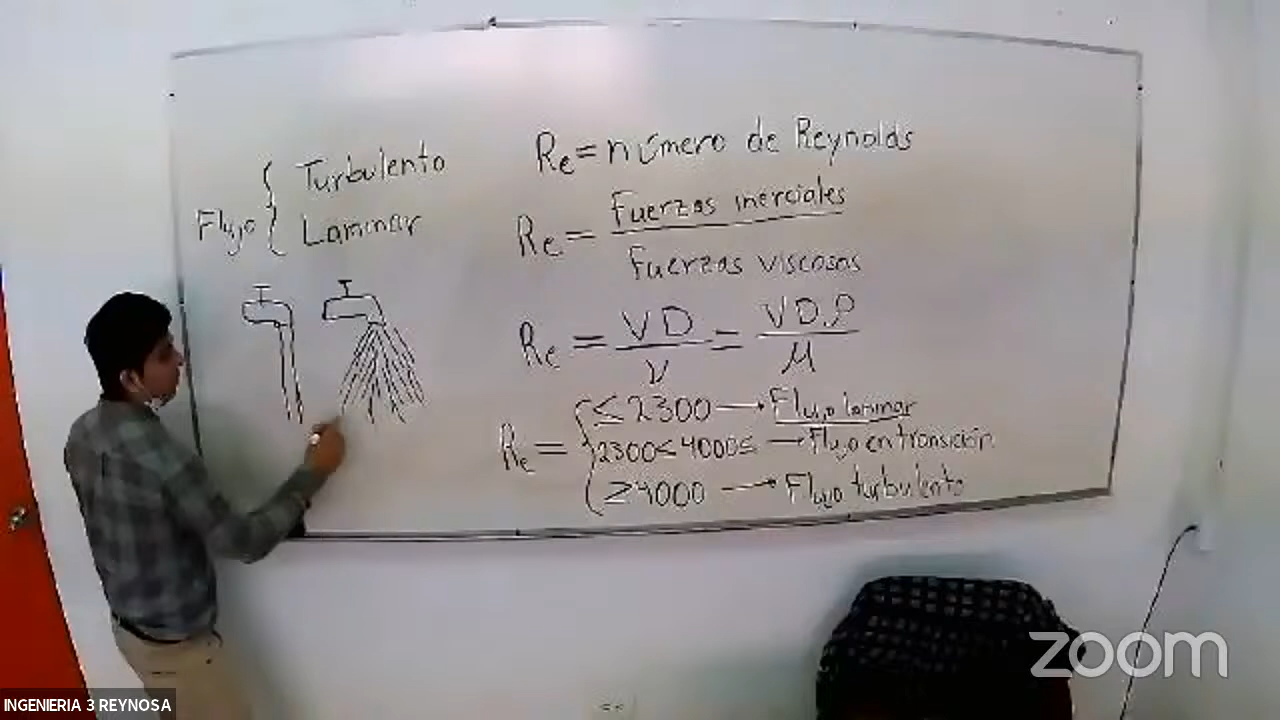 Flujo { Turbulento
Laminar
Re = número de Reynolds
Re = Fuerzas inerciales
Fuerzas viscosas
Re = VD/ν = VDρ/μ
Re = { ≤2300 → Flujo laminar
2300<4000≤ → Flujo en transición
≥4000 → Flujo turbulento
zoom
INGENIERIA 3 REYNOSA